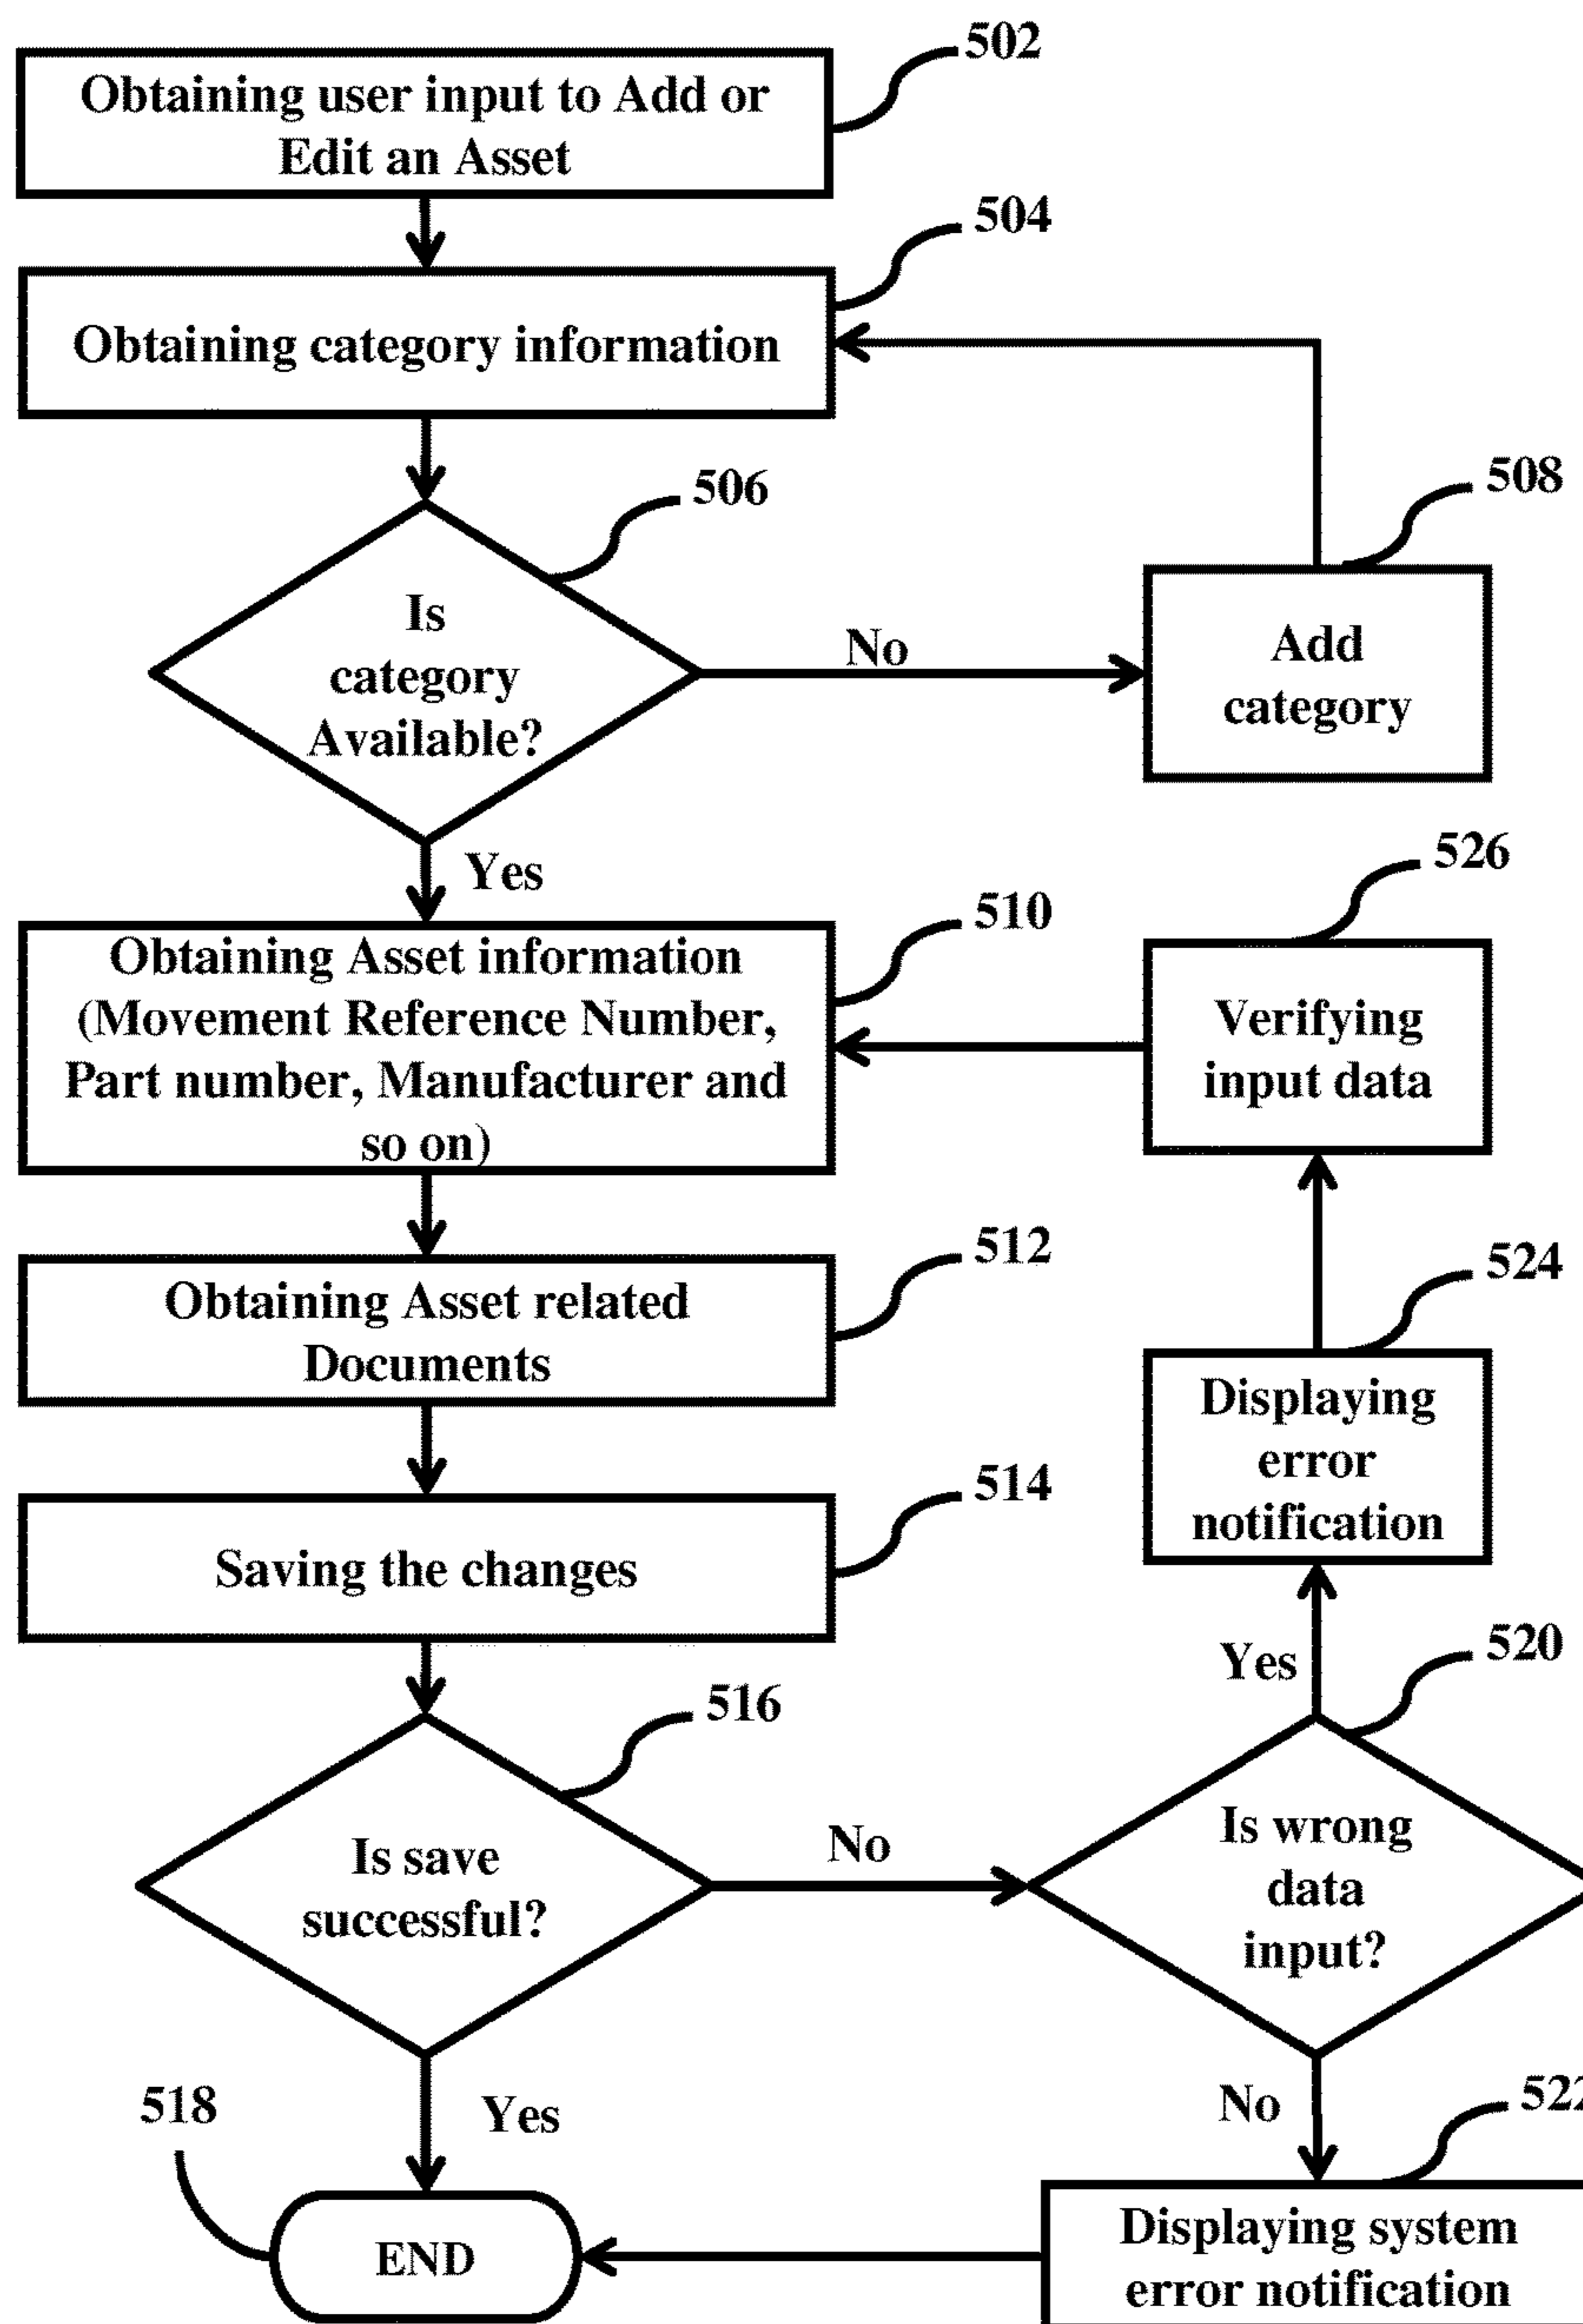 502
Obtaining user input to Add or
Edit an Asset
504
Obtaining category information
506
Is
category
Available?
No
508
Add
category
Yes
510
Obtaining Asset information
(Movement Reference Number,
Part number, Manufacturer and
so on)
526
Verifying
input data
512
Obtaining Asset related
Documents
524
Displaying
error
notification
514
Saving the changes
516
Is save
successful?
No
Yes
520
Is wrong
data
input?
Yes
518
END
No
522
Displaying system
error notification